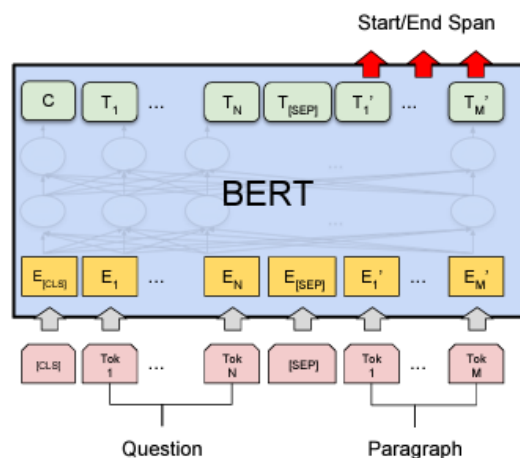 Start/End Span
C T1 ... TN T[SEP] T1' ... TM'
...
BERT
...
E[CLS] E1 ... EN E[SEP] E1' ... EM'
[CLS] Tok 1 ... Tok N [SEP] Tok 1 ... Tok M
Question Paragraph